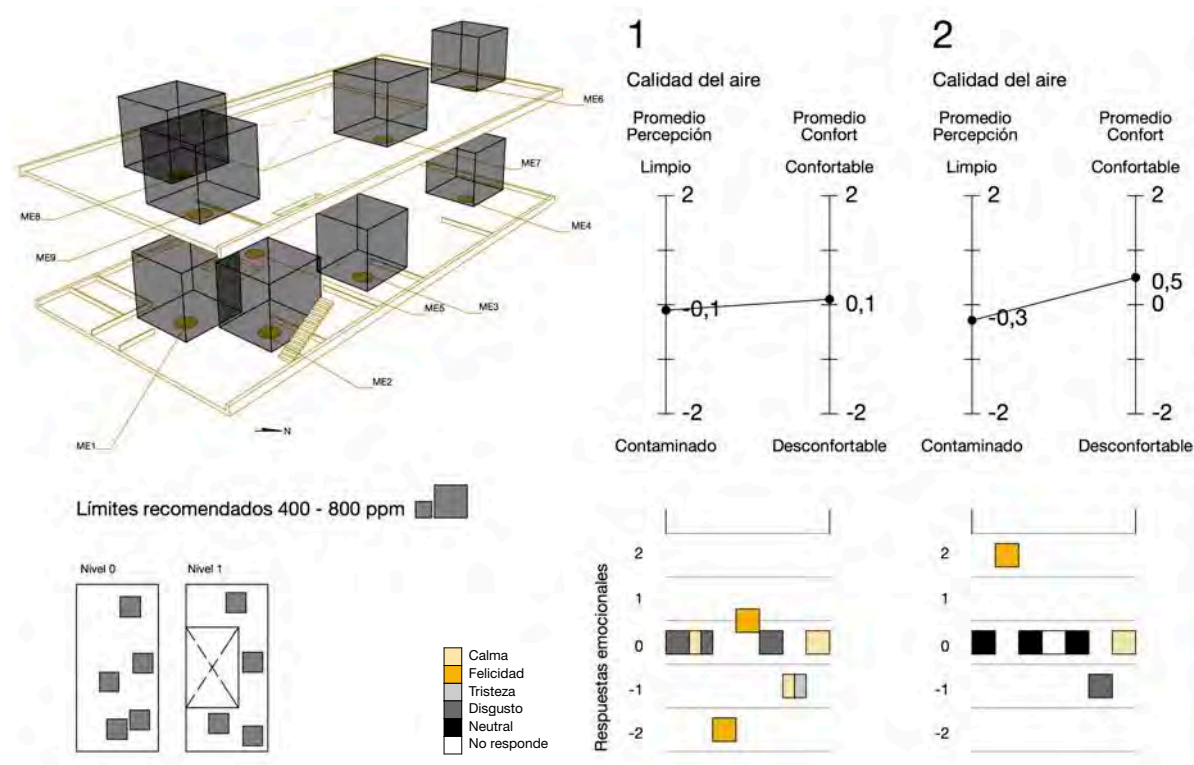 ME6
ME7
ME4
ME8
ME9
ME5
ME3
ME2
ME1
N
Límites recomendados 400 - 800 ppm
Nivel 0
Nivel 1
Calma
Felicidad
Tristeza
Disgusto
Neutral
No responde
1
Calidad del aire
Promedio
Percepción
Promedio
Confort
Limpio
Confortable
2
2
-0,1
0,1
-2
-2
Contaminado
Desconfortable
2
Calidad del aire
Promedio
Percepción
Promedio
Confort
Limpio
Confortable
2
2
0,5
0
-0,3
-2
-2
Contaminado
Desconfortable
Respuestas emocionales
2
1
0
-1
-2
2
1
0
-1
-2